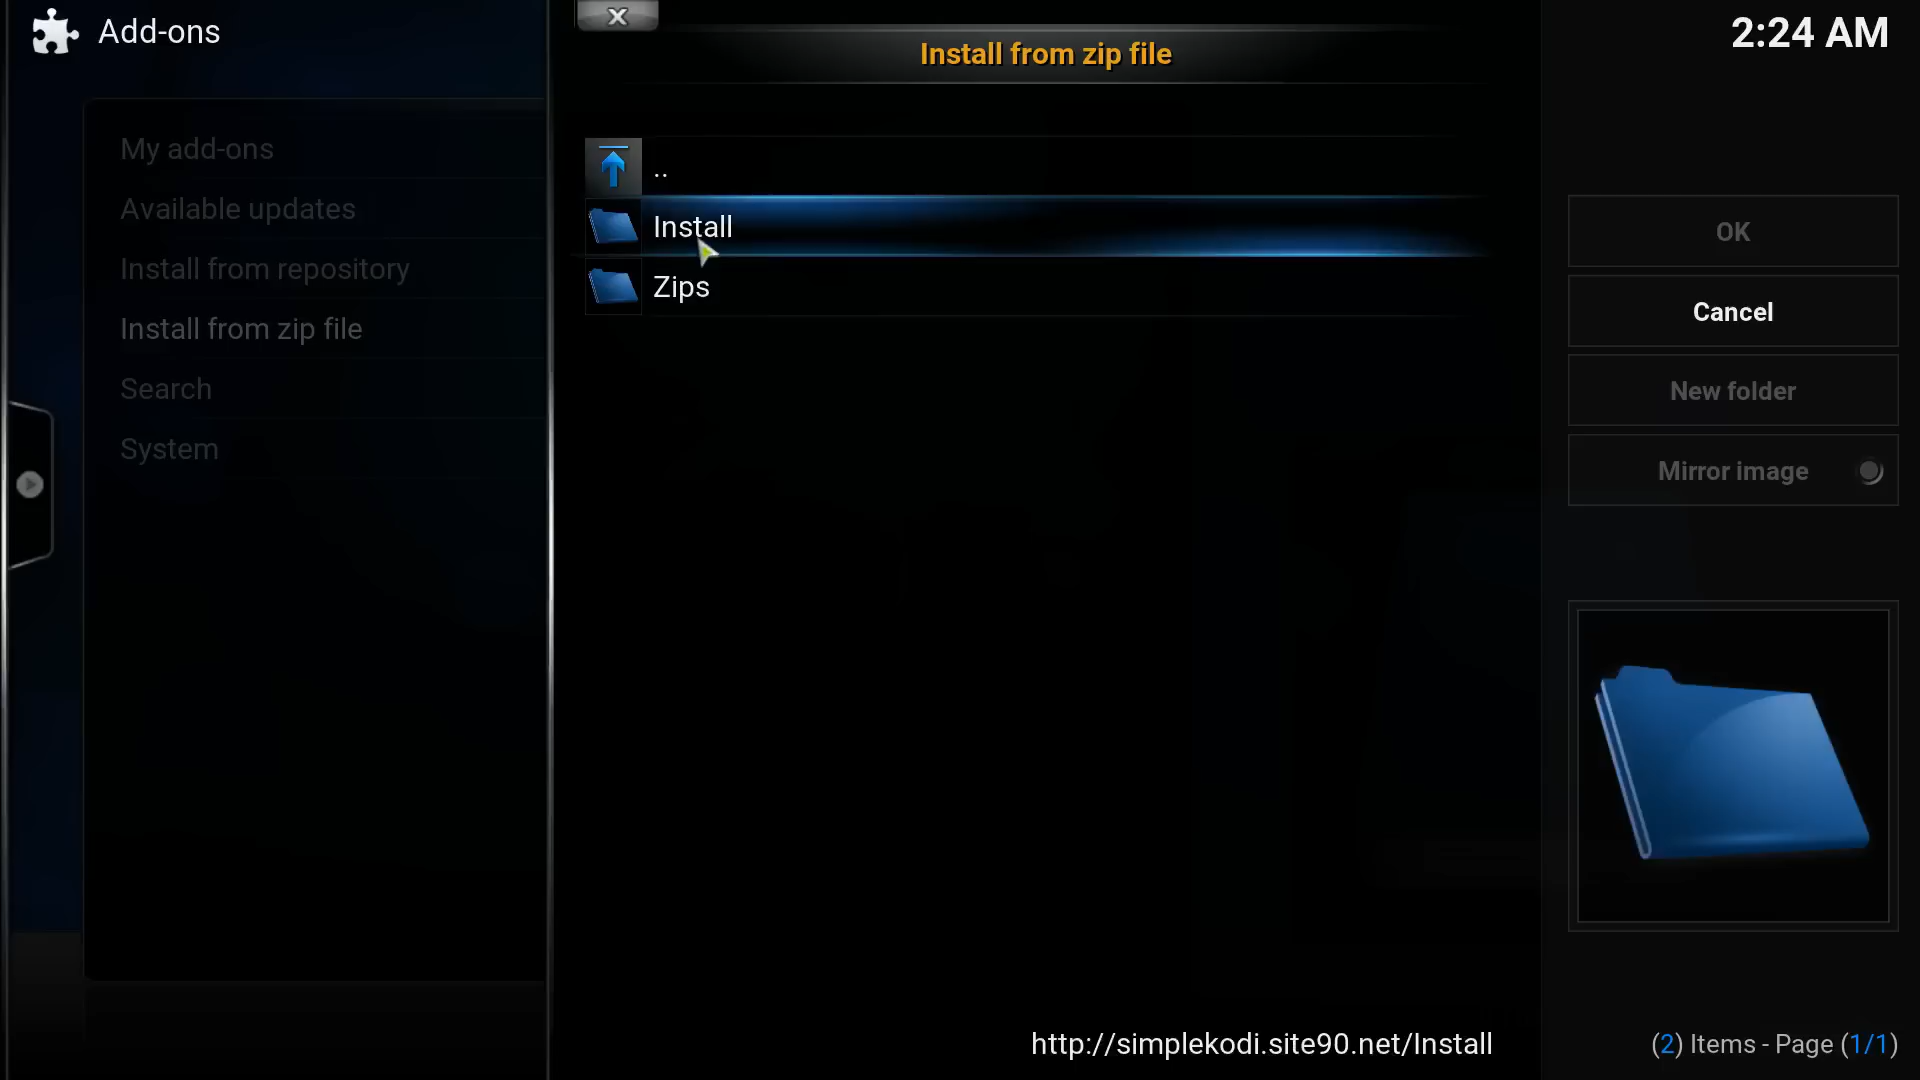 Add-ons
X
Install from zip file
2:24 AM
My add-ons
Available updates
Install from repository
Install from zip file
Search
System
..
Install
Zips
OK
Cancel
New folder
Mirror image
http://simplekodi.site90.net/Install
(2) Items - Page (1/1)